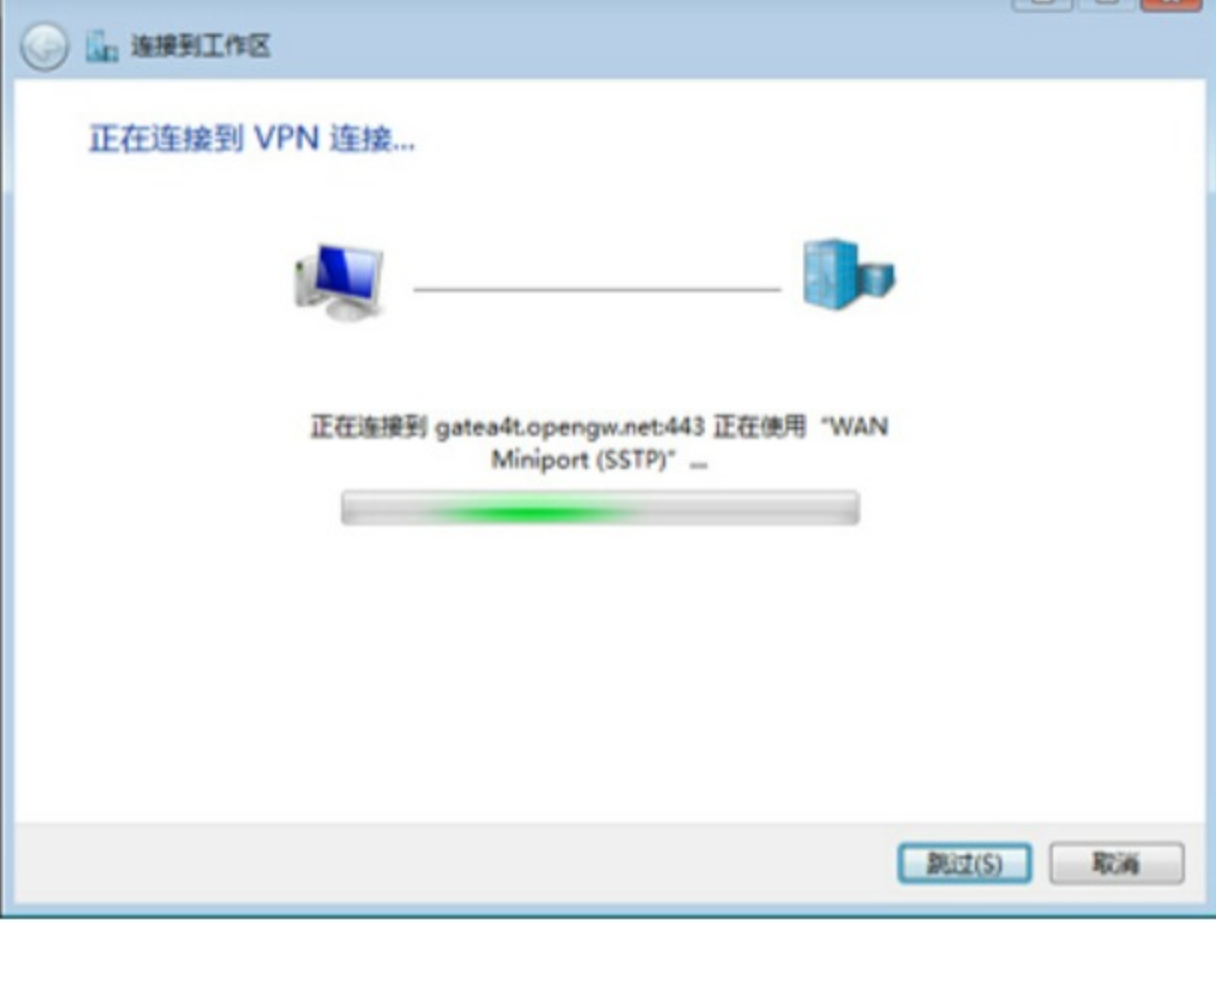 连接到工作区
正在连接到 VPN 连接...
正在连接到 gatea4t.opengw.net:443 正在使用 “WAN
Miniport (SSTP)” ...
跳过(S)
取消